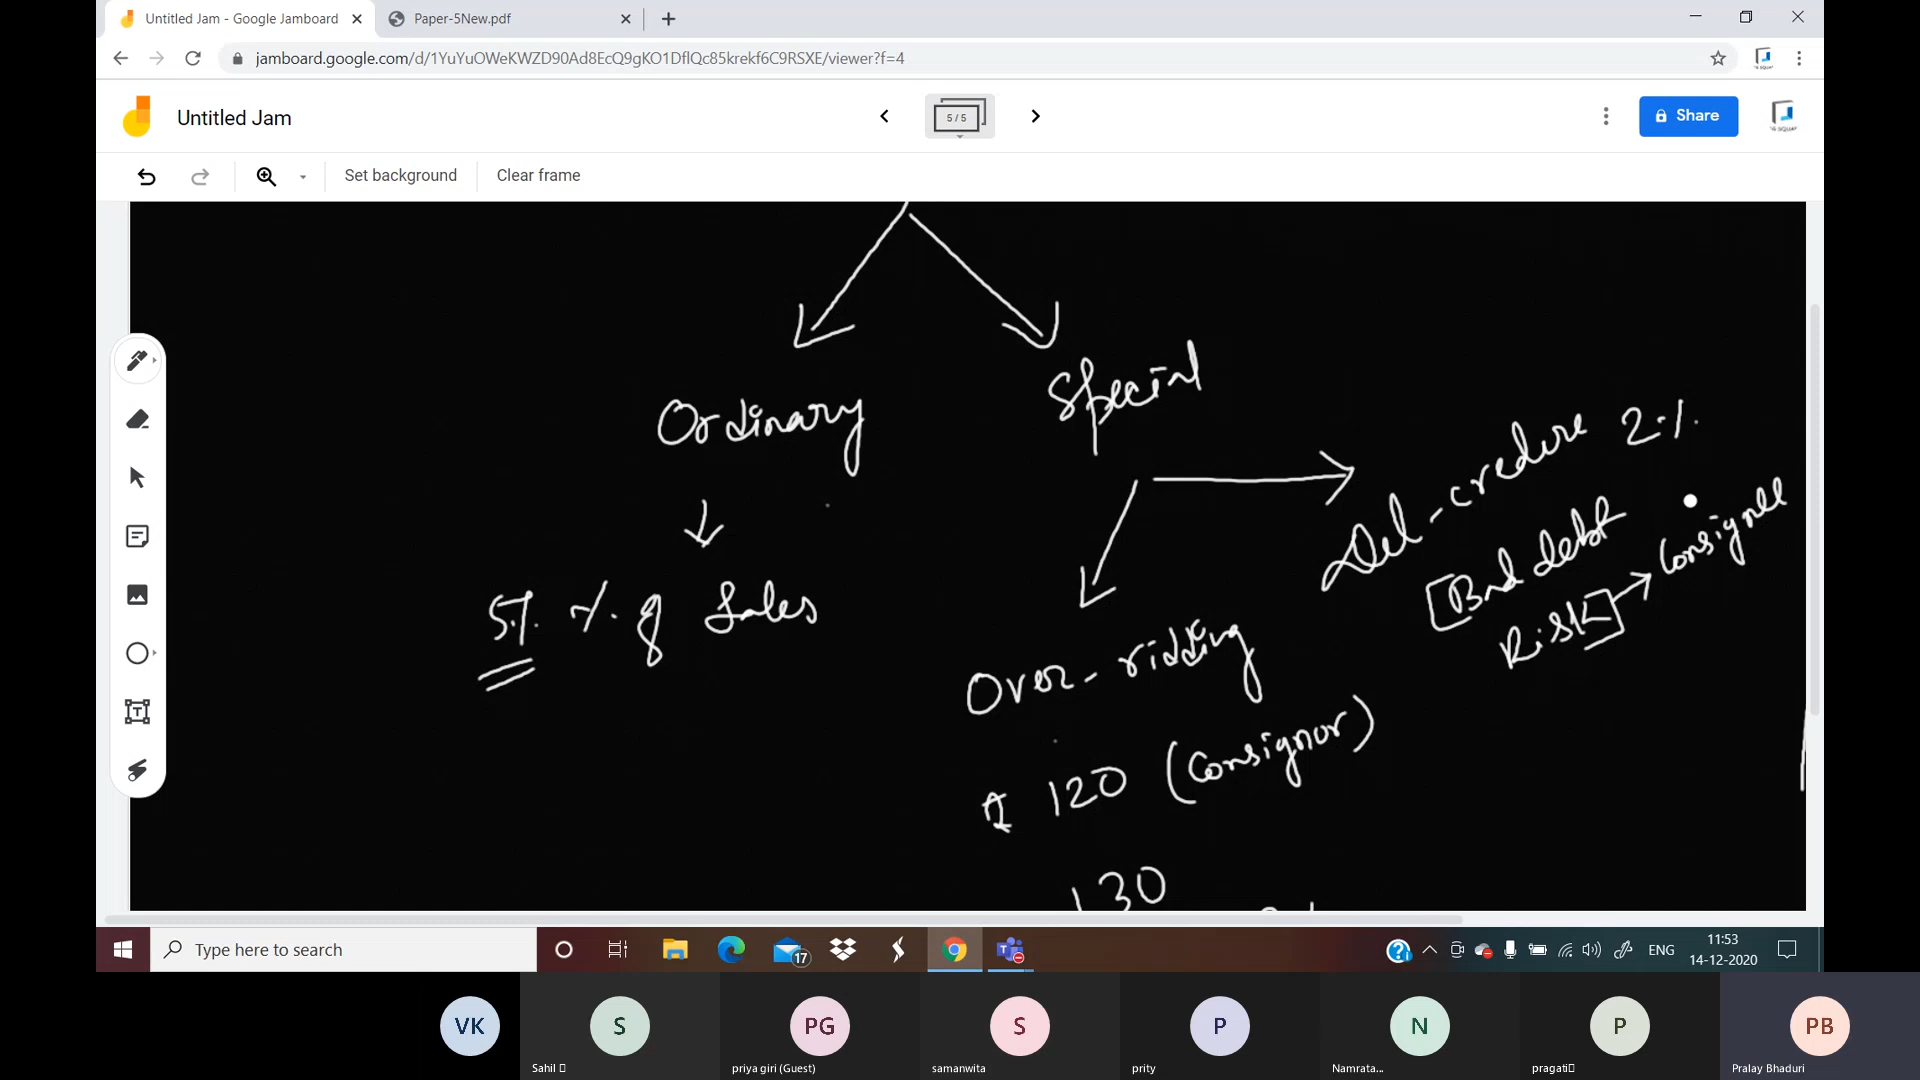 Untitled Jam - Google Jamboard
Paper-5New.pdf
jamboard.google.com/d/1YuYuOWeKWZD90Ad8EcQ9gKO1DflQc85krekf6C9RSXE/viewer?f=4
Untitled Jam
5 / 5
Share
Set background
Clear frame
Ordinary
Special
5% % of Sales
Del-credere 2%
[Bad debt
Risk] → Consignee
Over-ridding
120 (Consignor)
130
Type here to search
17
ENG
11:53
14-12-2020
VK
S
PG
S
P
N
P
PB
Sahil
priya giri (Guest)
samanwita
prity
Namrata...
pragati
Pralay Bhaduri